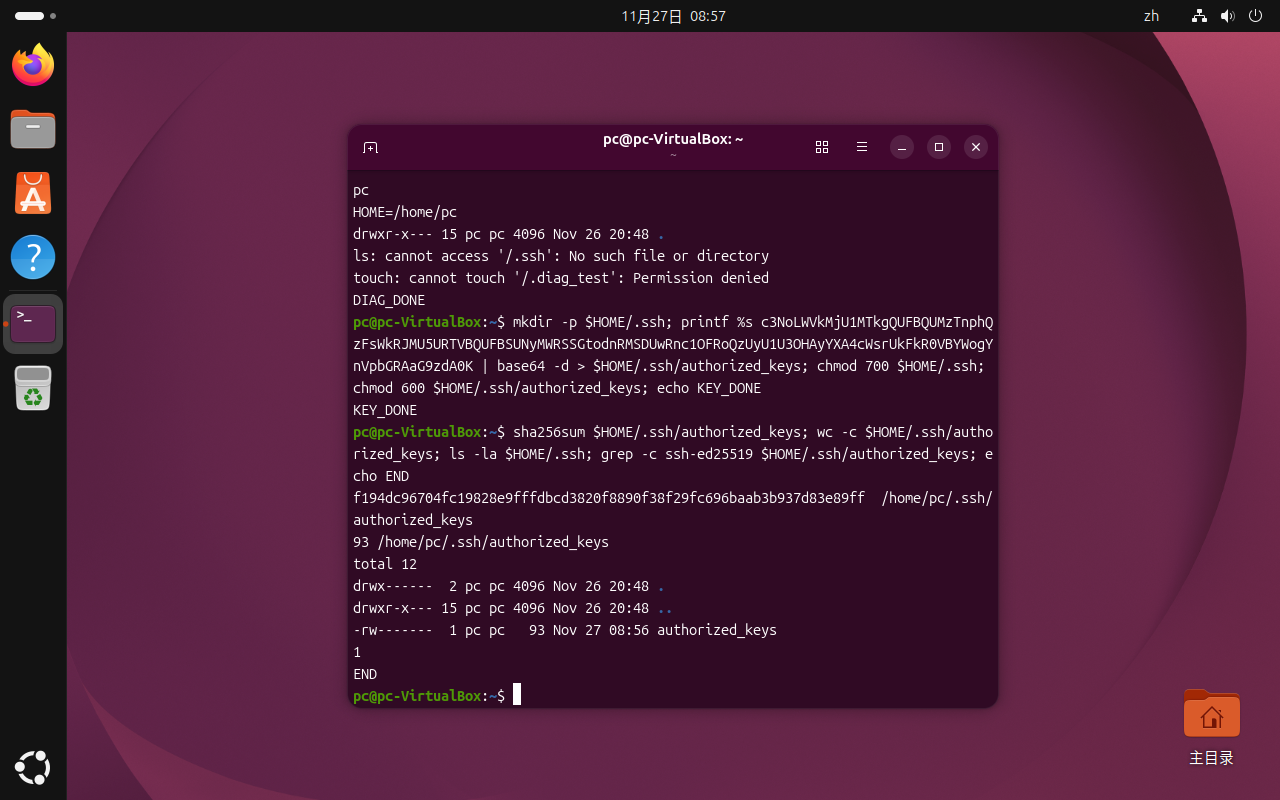 11月27日 08:57
zh
pc@pc-VirtualBox: ~
~
pc
HOME=/home/pc
drwxr-x--- 15 pc pc 4096 Nov 26 20:48 .
ls: cannot access '/.ssh': No such file or directory
touch: cannot touch '/.diag_test': Permission denied
DIAG_DONE
pc@pc-VirtualBox:~$ mkdir -p $HOME/.ssh; printf %s c3NoLWVkMjU1MTkgQUFBQUMzTnphQ
zFsWkRJMU5URTVBQUFBSUNyMWRSSGtodnRMSDUwRnc1OFRoQzUyU1U3OHAyYXA4cWsrUkFkR0VBYWogY
nVpbGRAaG9zdA0K | base64 -d > $HOME/.ssh/authorized_keys; chmod 700 $HOME/.ssh;
chmod 600 $HOME/.ssh/authorized_keys; echo KEY_DONE
KEY_DONE
pc@pc-VirtualBox:~$ sha256sum $HOME/.ssh/authorized_keys; wc -c $HOME/.ssh/autho
rized_keys; ls -la $HOME/.ssh; grep -c ssh-ed25519 $HOME/.ssh/authorized_keys; e
cho END
f194dc96704fc19828e9fffdbcd3820f8890f38f29fc696baab3b937d83e89ff  /home/pc/.ssh/
authorized_keys
93 /home/pc/.ssh/authorized_keys
total 12
drwx------  2 pc pc 4096 Nov 26 20:48 .
drwxr-x--- 15 pc pc 4096 Nov 26 20:48 ..
-rw-------  1 pc pc   93 Nov 27 08:56 authorized_keys
1
END
pc@pc-VirtualBox:~$
主目录